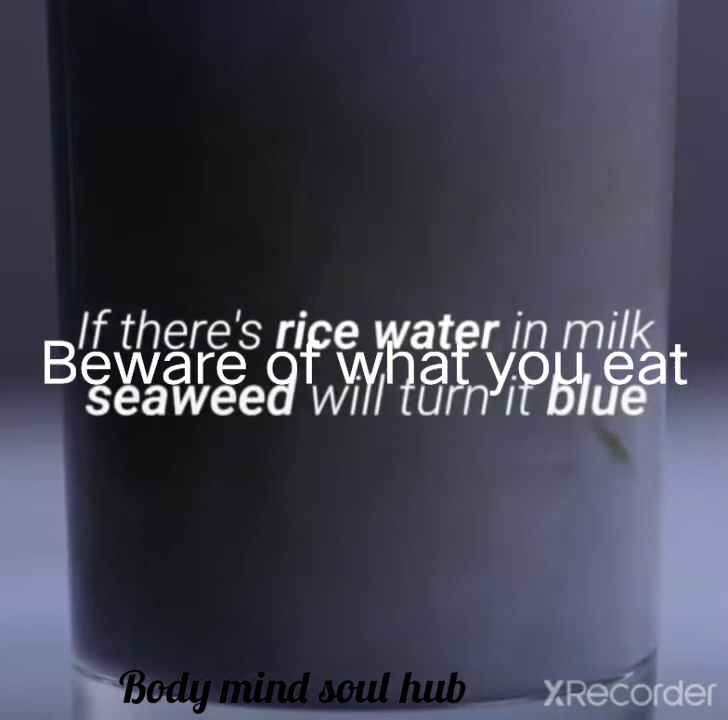 If there's rice water in milk
Beware of what you eat
seaweed will turn it blue
Body mind soul hub
XRecorder